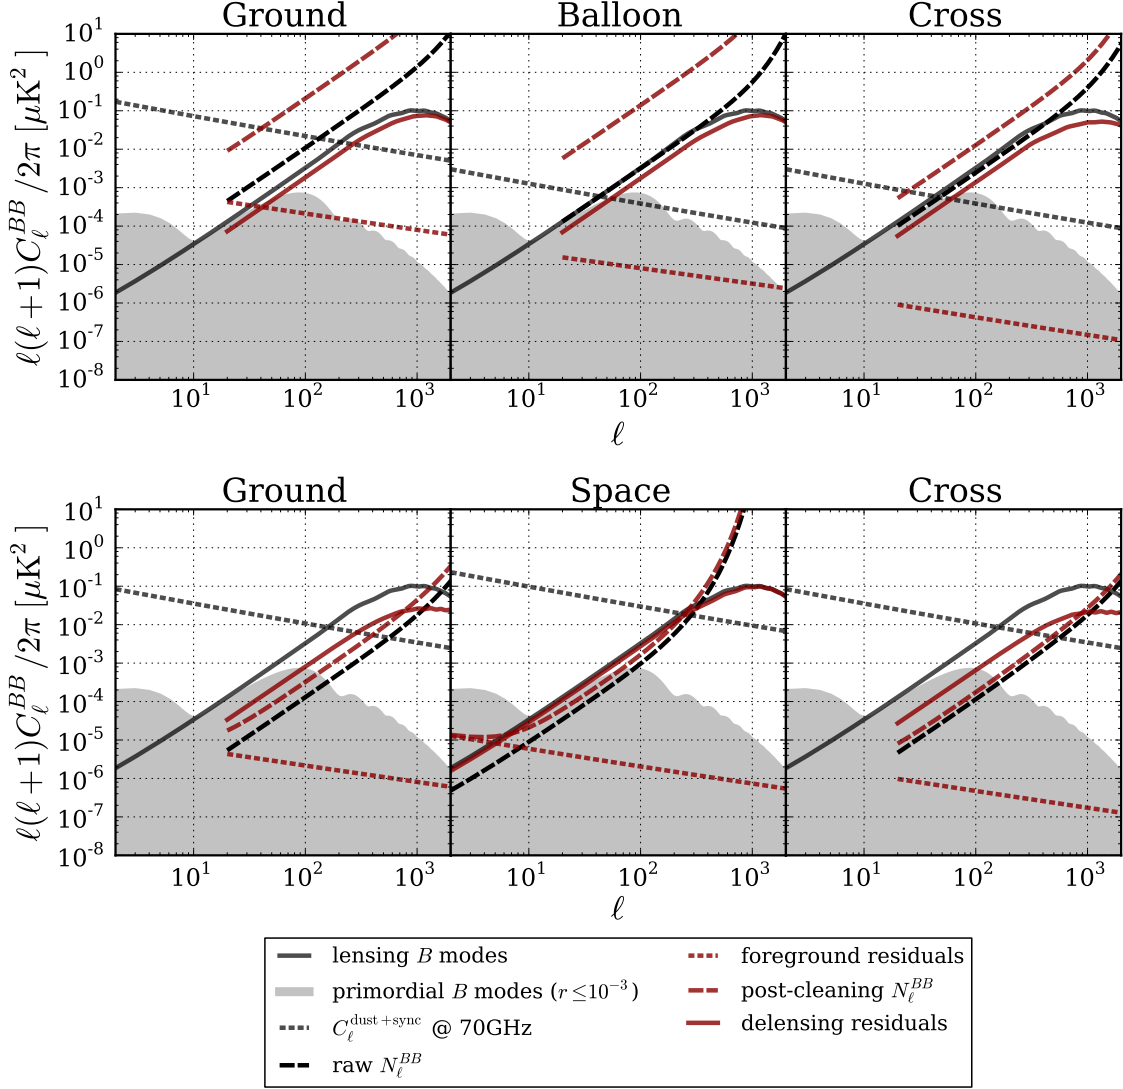 Ground Balloon Cross
ℓ(ℓ+1)C_ℓ^{BB}/2π [μK²]
10^1
10^0
10^-1
10^-2
10^-3
10^-4
10^-5
10^-6
10^-7
10^-8
10^1 10^2 10^3 10^1 10^2 10^3 10^1 10^2 10^3
ℓ
Ground Space Cross
ℓ(ℓ+1)C_ℓ^{BB}/2π [μK²]
10^1
10^0
10^-1
10^-2
10^-3
10^-4
10^-5
10^-6
10^-7
10^-8
10^1 10^2 10^3 10^1 10^2 10^3 10^1 10^2 10^3
ℓ
lensing B modes
primordial B modes (r ≤10^-3)
C_ℓ^{dust+sync} @ 70GHz
raw N_ℓ^{BB}
foreground residuals
post-cleaning N_ℓ^{BB}
delensing residuals